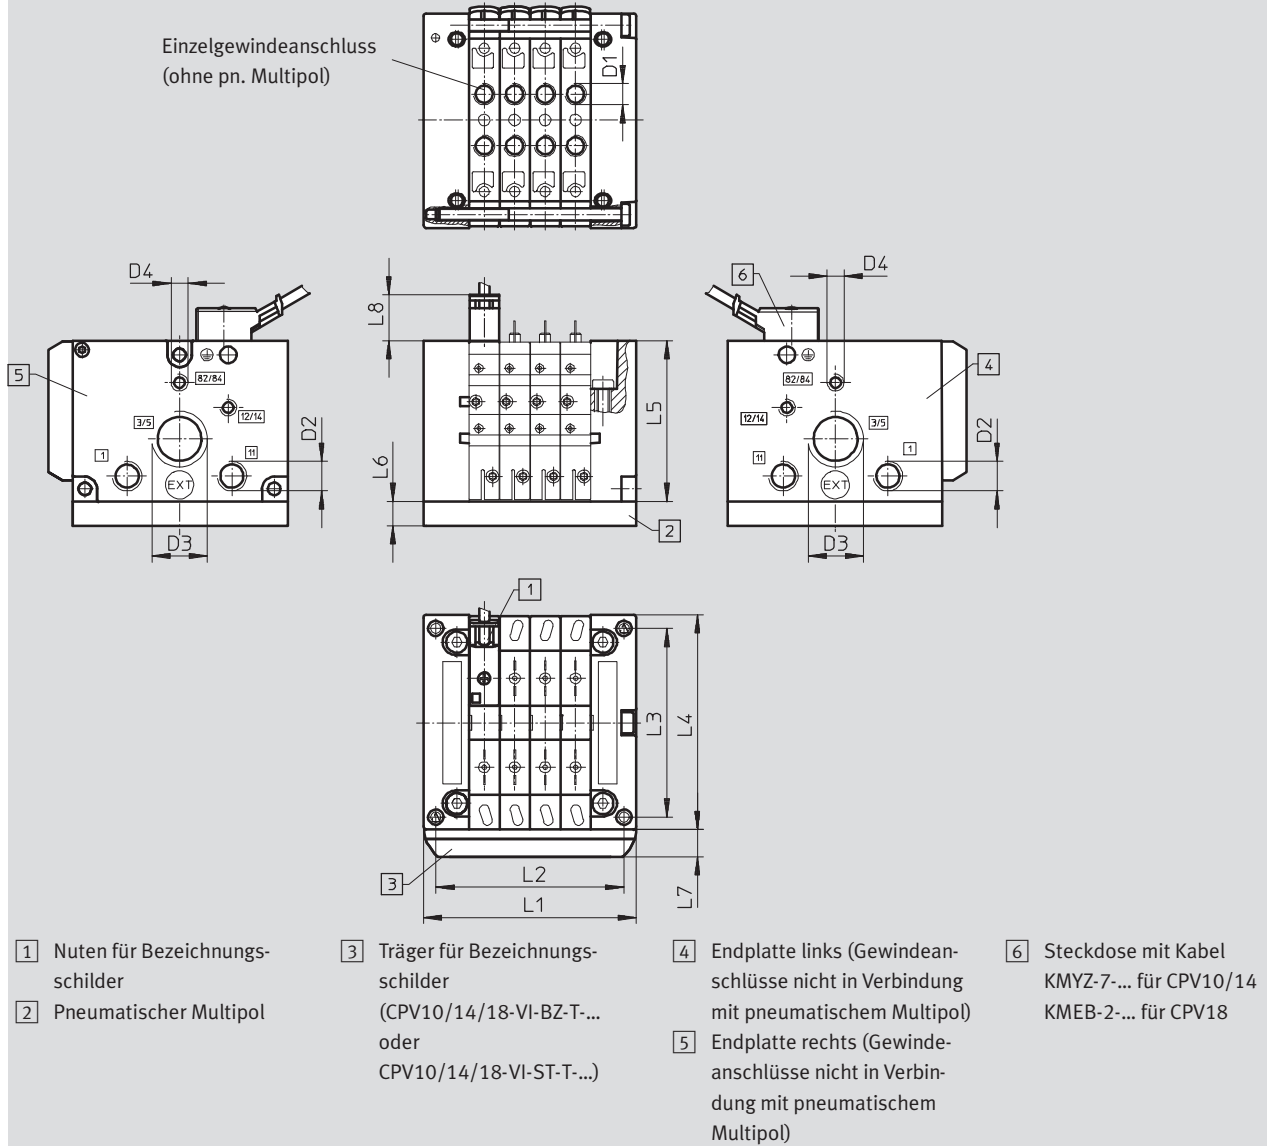 Einzelgewindeanschluss
(ohne pn. Multipol)
D1
D4
L8
6
D4
5
82/84
12/14
3/5
1
11
EXT
D2
D3
L6
L5
2
82/84
12/14
3/5
11
1
EXT
4
D2
D3
1
L3
L4
3
L2
L1
L7
1 Nuten für Bezeichnungs-
schilder
2 Pneumatischer Multipol
3 Träger für Bezeichnungs-
schilder
(CPV10/14/18-VI-BZ-T-...
oder
CPV10/14/18-VI-ST-T-...)
4 Endplatte links (Gewindean-
schlüsse nicht in Verbindung
mit pneumatischem Multipol)
5 Endplatte rechts (Gewinde-
anschlüsse nicht in Verbin-
dung mit pneumatischem
Multipol)
6 Steckdose mit Kabel
KMYZ-7-... für CPV10/14
KMEB-2-... für CPV18